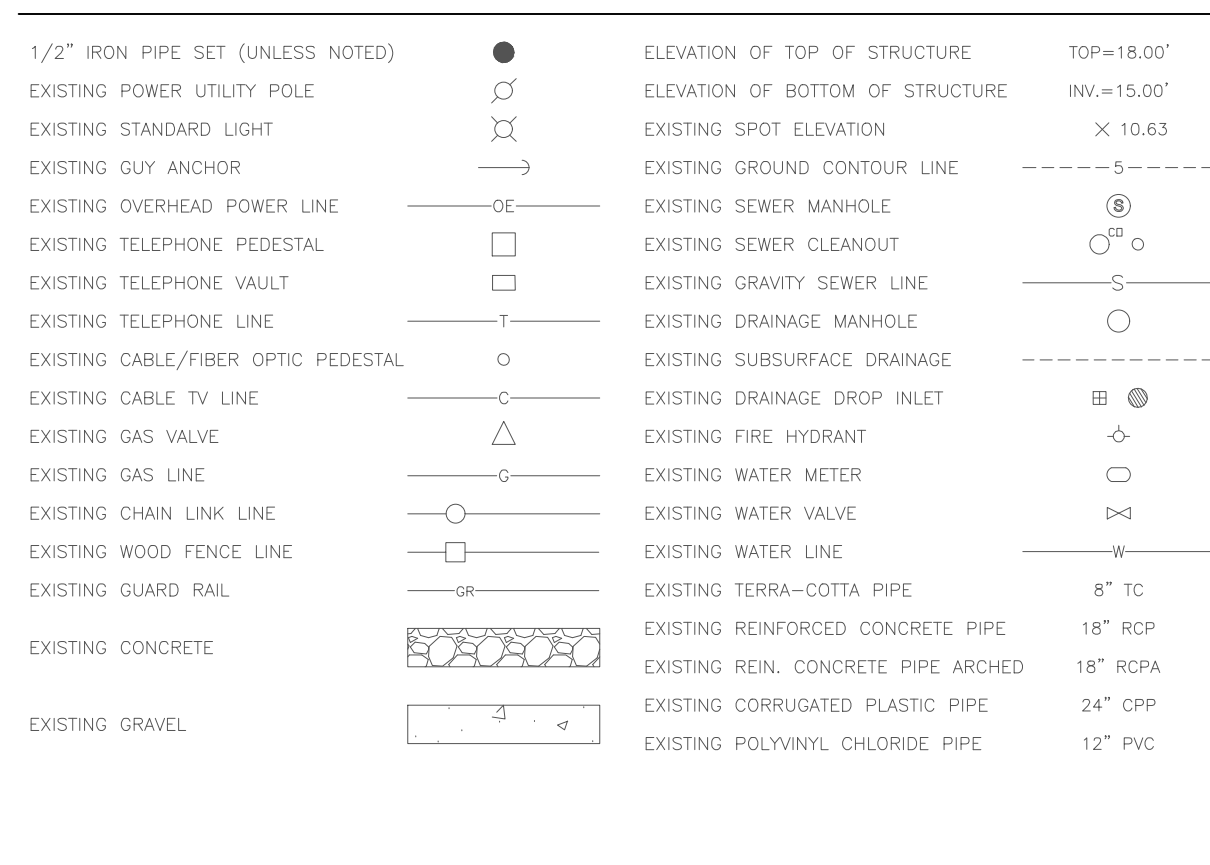 1/2" IRON PIPE SET (UNLESS NOTED)
EXISTING POWER UTILITY POLE
EXISTING STANDARD LIGHT
EXISTING GUY ANCHOR
EXISTING OVERHEAD POWER LINE OE
EXISTING TELEPHONE PEDESTAL
EXISTING TELEPHONE VAULT
EXISTING TELEPHONE LINE T
EXISTING CABLE/FIBER OPTIC PEDESTAL
EXISTING CABLE TV LINE C
EXISTING GAS VALVE
EXISTING GAS LINE G
EXISTING CHAIN LINK LINE
EXISTING WOOD FENCE LINE
EXISTING GUARD RAIL GR
EXISTING CONCRETE
EXISTING GRAVEL
ELEVATION OF TOP OF STRUCTURE TOP=18.00'
ELEVATION OF BOTTOM OF STRUCTURE INV.=15.00'
EXISTING SPOT ELEVATION 10.63
EXISTING GROUND CONTOUR LINE 5
EXISTING SEWER MANHOLE S
EXISTING SEWER CLEANOUT CO
EXISTING GRAVITY SEWER LINE S
EXISTING DRAINAGE MANHOLE
EXISTING SUBSURFACE DRAINAGE
EXISTING DRAINAGE DROP INLET
EXISTING FIRE HYDRANT
EXISTING WATER METER
EXISTING WATER VALVE
EXISTING WATER LINE W
EXISTING TERRA-COTTA PIPE 8" TC
EXISTING REINFORCED CONCRETE PIPE 18" RCP
EXISTING REIN. CONCRETE PIPE ARCHED 18" RCPA
EXISTING CORRUGATED PLASTIC PIPE 24" CPP
EXISTING POLYVINYL CHLORIDE PIPE 12" PVC